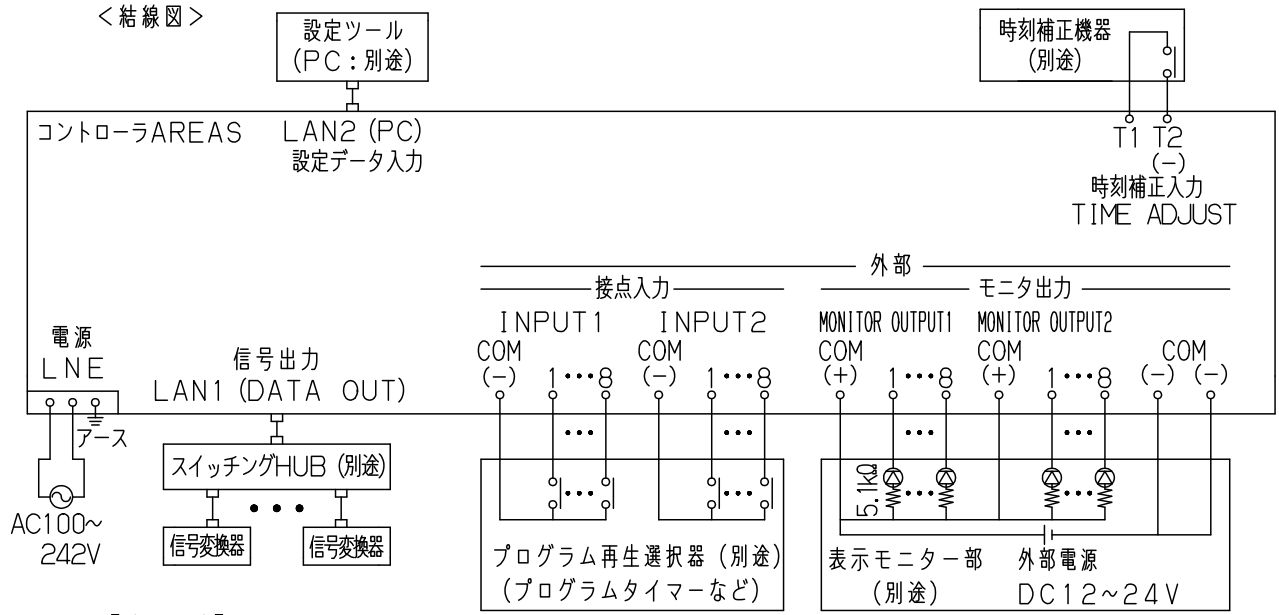 <結線図>
設定ツール
(PC:別途)
時刻補正機器
(別途)
コントローラAREAS
LAN2(PC)
設定データ入力
T1 T2
(−)
時刻補正入力
TIME ADJUST
外部
接点入力
モニタ出力
INPUT1
INPUT2
MONITOR OUTPUT1
MONITOR OUTPUT2
COM
(−)
1•••8
COM
(−)
1•••8
COM
(+)
1•••8
COM
(+)
1•••8
COM
(−) (−)
電源
LNE
アース
AC100~
242V
信号出力
LAN1(DATA OUT)
スイッチングHUB(別途)
信号変換器
信号変換器
プログラム再生選択器(別途)
(プログラムタイマーなど)
5.1kΩ
表示モニター部
(別途)
外部電源
DC12~24V